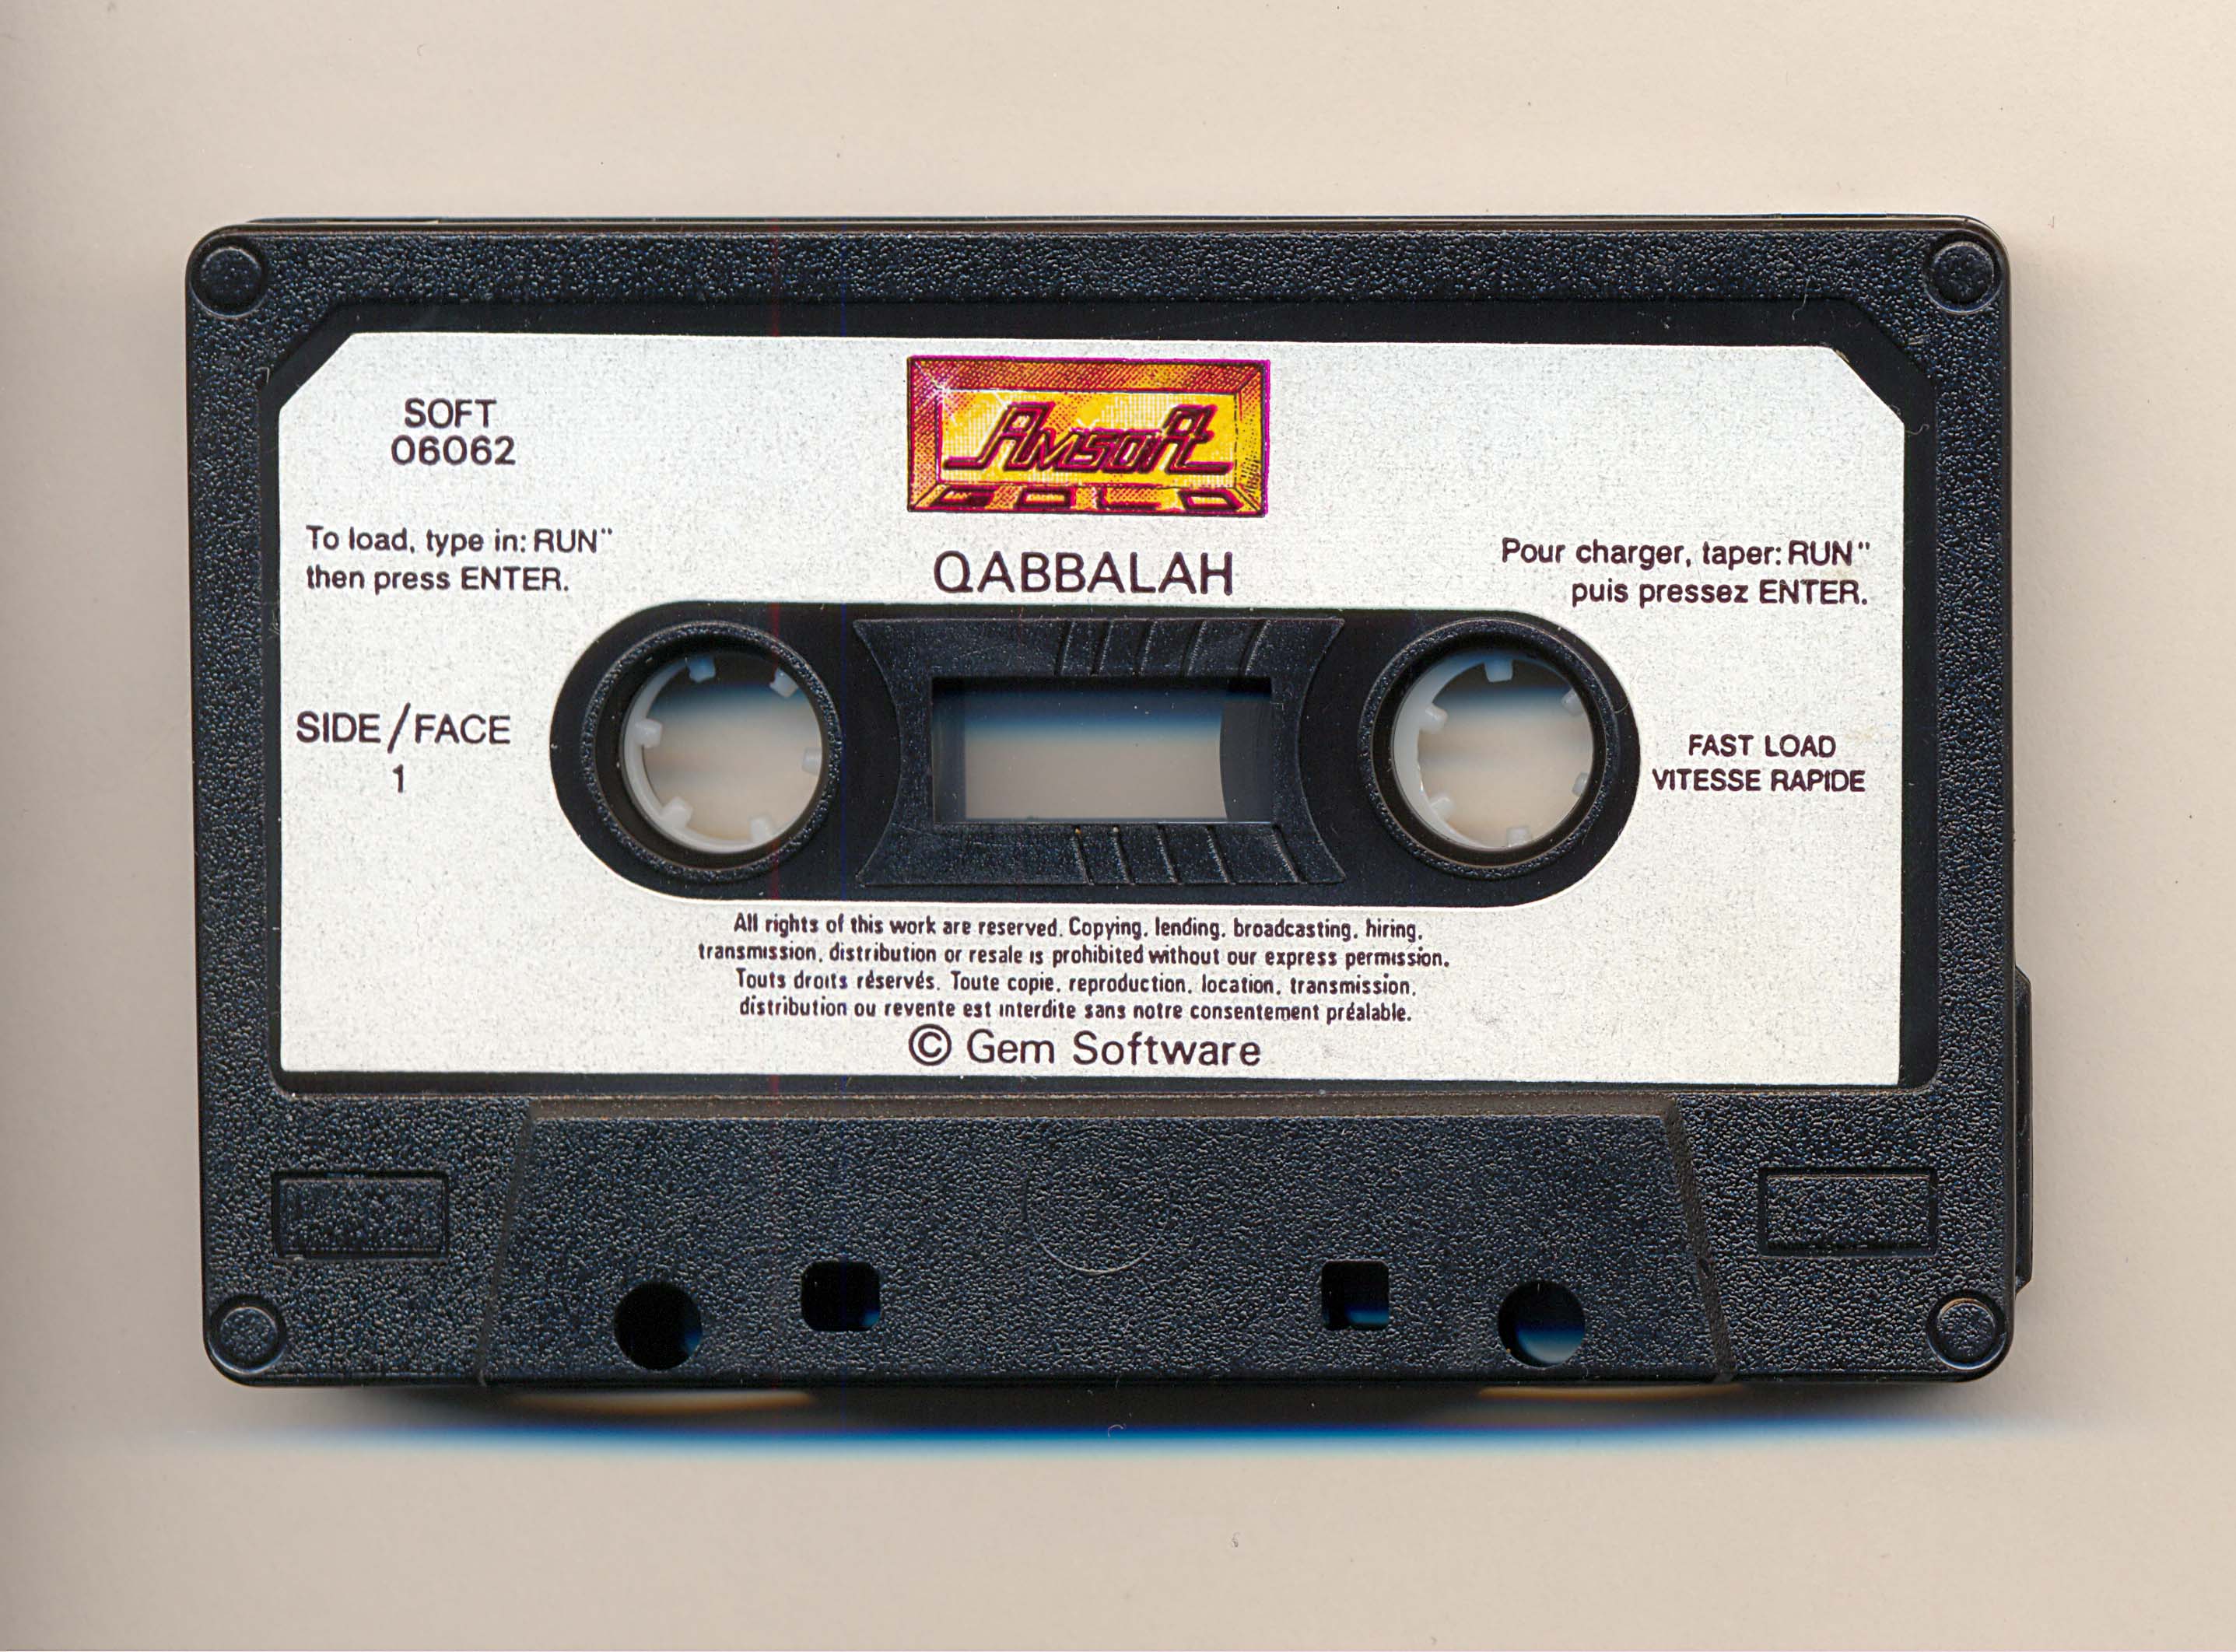 SOFT
06062
Amsoft
GOLD
To load, type in: RUN"
then press ENTER.
QABBALAH
Pour charger, taper: RUN"
puis pressez ENTER.
SIDE/FACE
1
FAST LOAD
VITESSE RAPIDE
All rights of this work are reserved. Copying, lending, broadcasting, hiring,
transmission, distribution or resale is prohibited without our express permission.
Touts droits réservés. Toute copie, reproduction, location, transmission,
distribution ou revente est interdite sans notre consentement préalable.
© Gem Software